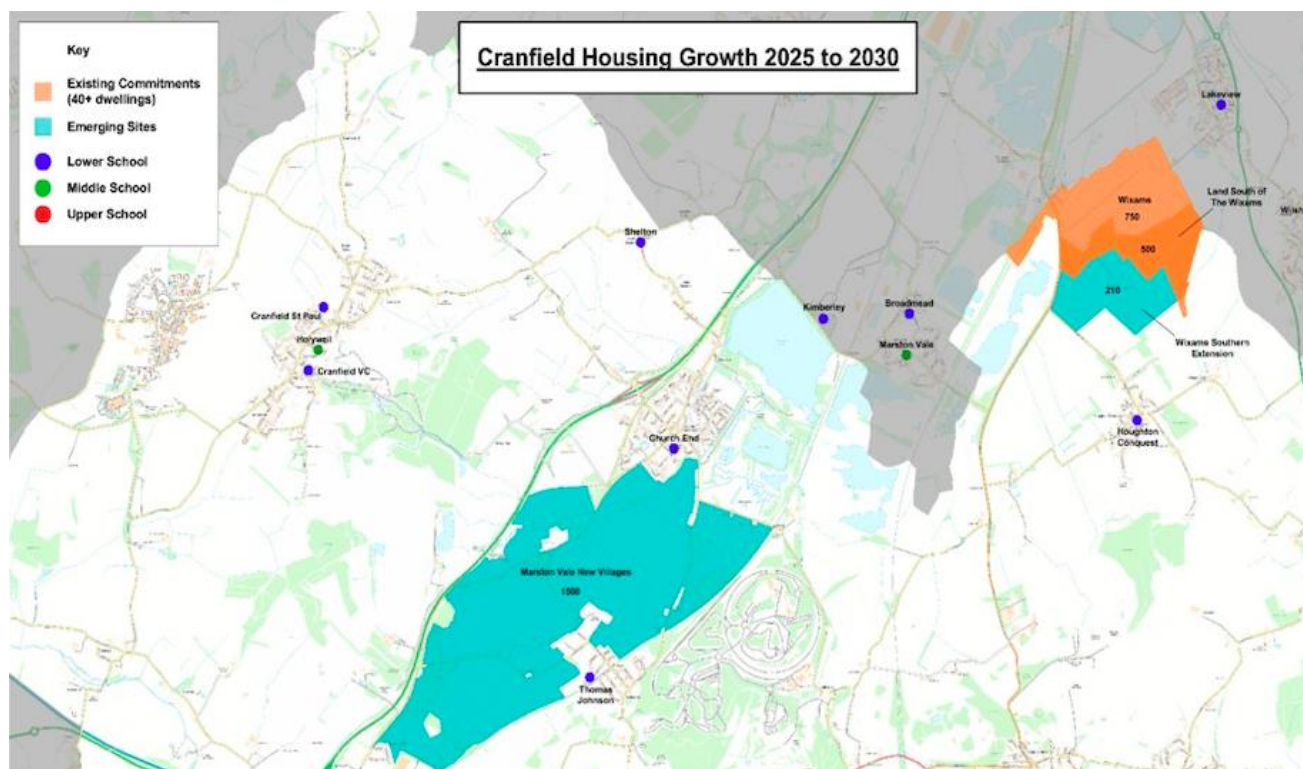 Cranfield Housing Growth 2025 to 2030
Key
Existing Commitments
(40+ dwellings)
Emerging Sites
Lower School
Middle School
Upper School
Lakeview
Wixams
750
Land South of
The Wixams
500
210
Wixams Southern
Extension
Shelton
Kimberley
Broadmead
Marston Vale
Cranfield St Paul
Holywell
Cranfield VC
Houghton
Conquest
Church End
Marston Vale New Villages
1500
Thomas
Johnson